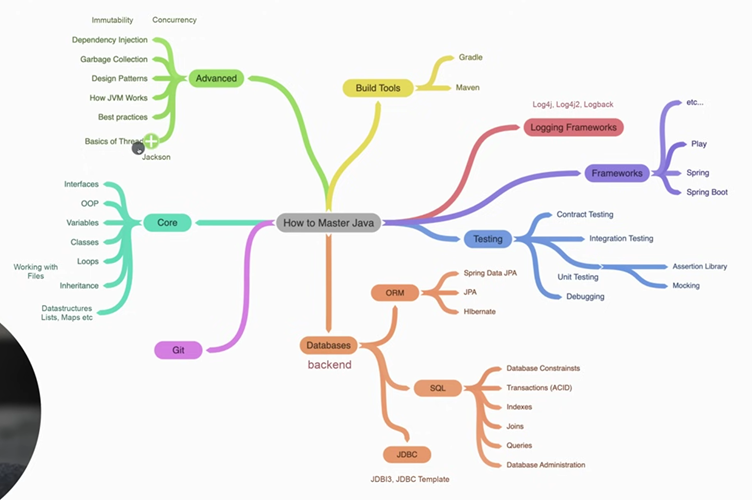 Immutability
Concurrency
Dependency Injection
Garbage Collection
Design Patterns
How JVM Works
Best practices
Basics of
Jackson
Advanced
Build Tools
Gradle
Maven
Log4j, Log4j2, Logback
Logging Frameworks
Frameworks
etc...
Play
Spring
Spring Boot
How to Master Java
Core
Interfaces
OOP
Variables
Classes
Loops
Working with
Files
Inheritance
Datastructures
Lists, Maps etc
Testing
Contract Testing
Integration Testing
Unit Testing
Assertion Library
Mocking
Debugging
Git
Databases
backend
ORM
Spring Data JPA
JPA
HIbernate
SQL
Database Constrainsts
Transactions (ACID)
Indexes
Joins
Queries
Database Administration
JDBC
JDBI3, JDBC Template